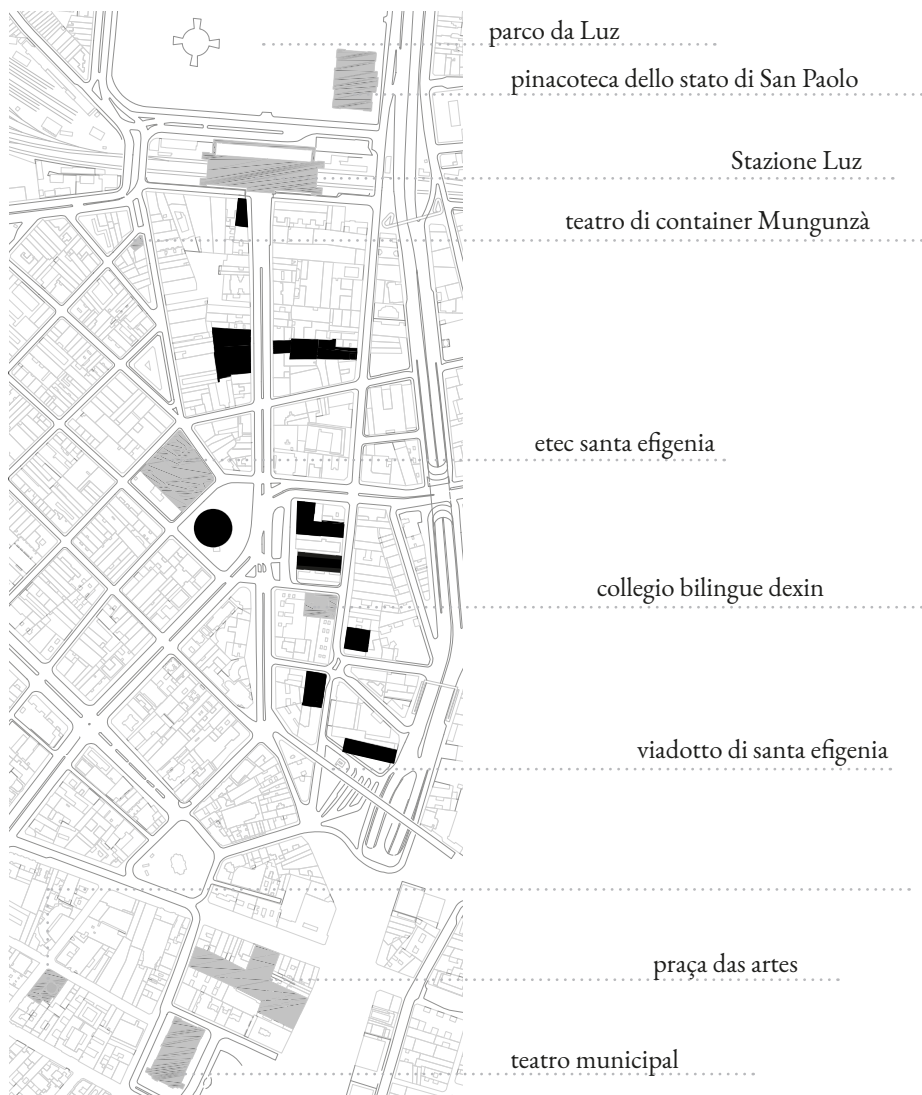 parco da Luz
pinacoteca dello stato di San Paolo
Stazione Luz
teatro di container Mungunzà
etec santa efigenia
collegio bilingue dexin
viadotto di santa efigenia
praça das artes
teatro municipal